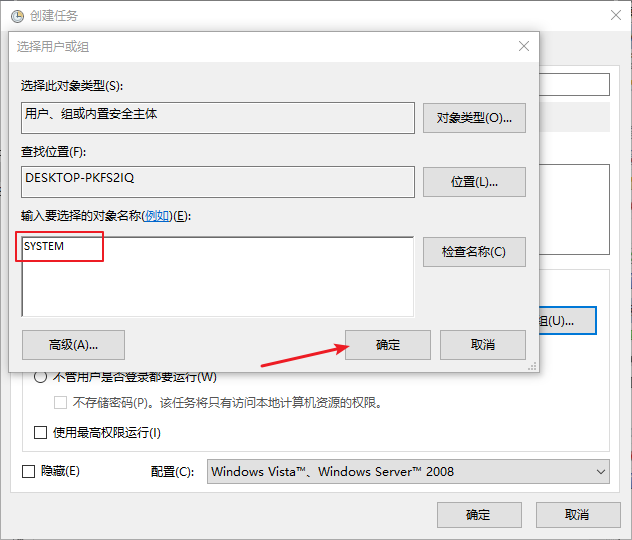 创建任务
选择用户或组
选择此对象类型(S):
用户、组或内置安全主体
对象类型(O)...
查找位置(F):
DESKTOP-PKFS2IQ
位置(L)...
输入要选择的对象名称(例如)(E):
SYSTEM
检查名称(C)
高级(A)...
确定
取消
组(U)...
不管用户是否登录都要运行(W)
不存储密码(P)。该任务将只有访问本地计算机资源的权限。
使用最高权限运行(I)
隐藏(E)
配置(C):
Windows Vista™、Windows Server™ 2008
确定
取消